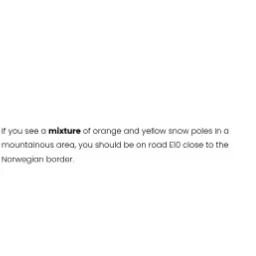 If you see a mixture of orange and yellow snow poles in a
mountainous area, you should be on road E10 close to the
Norwegian border.